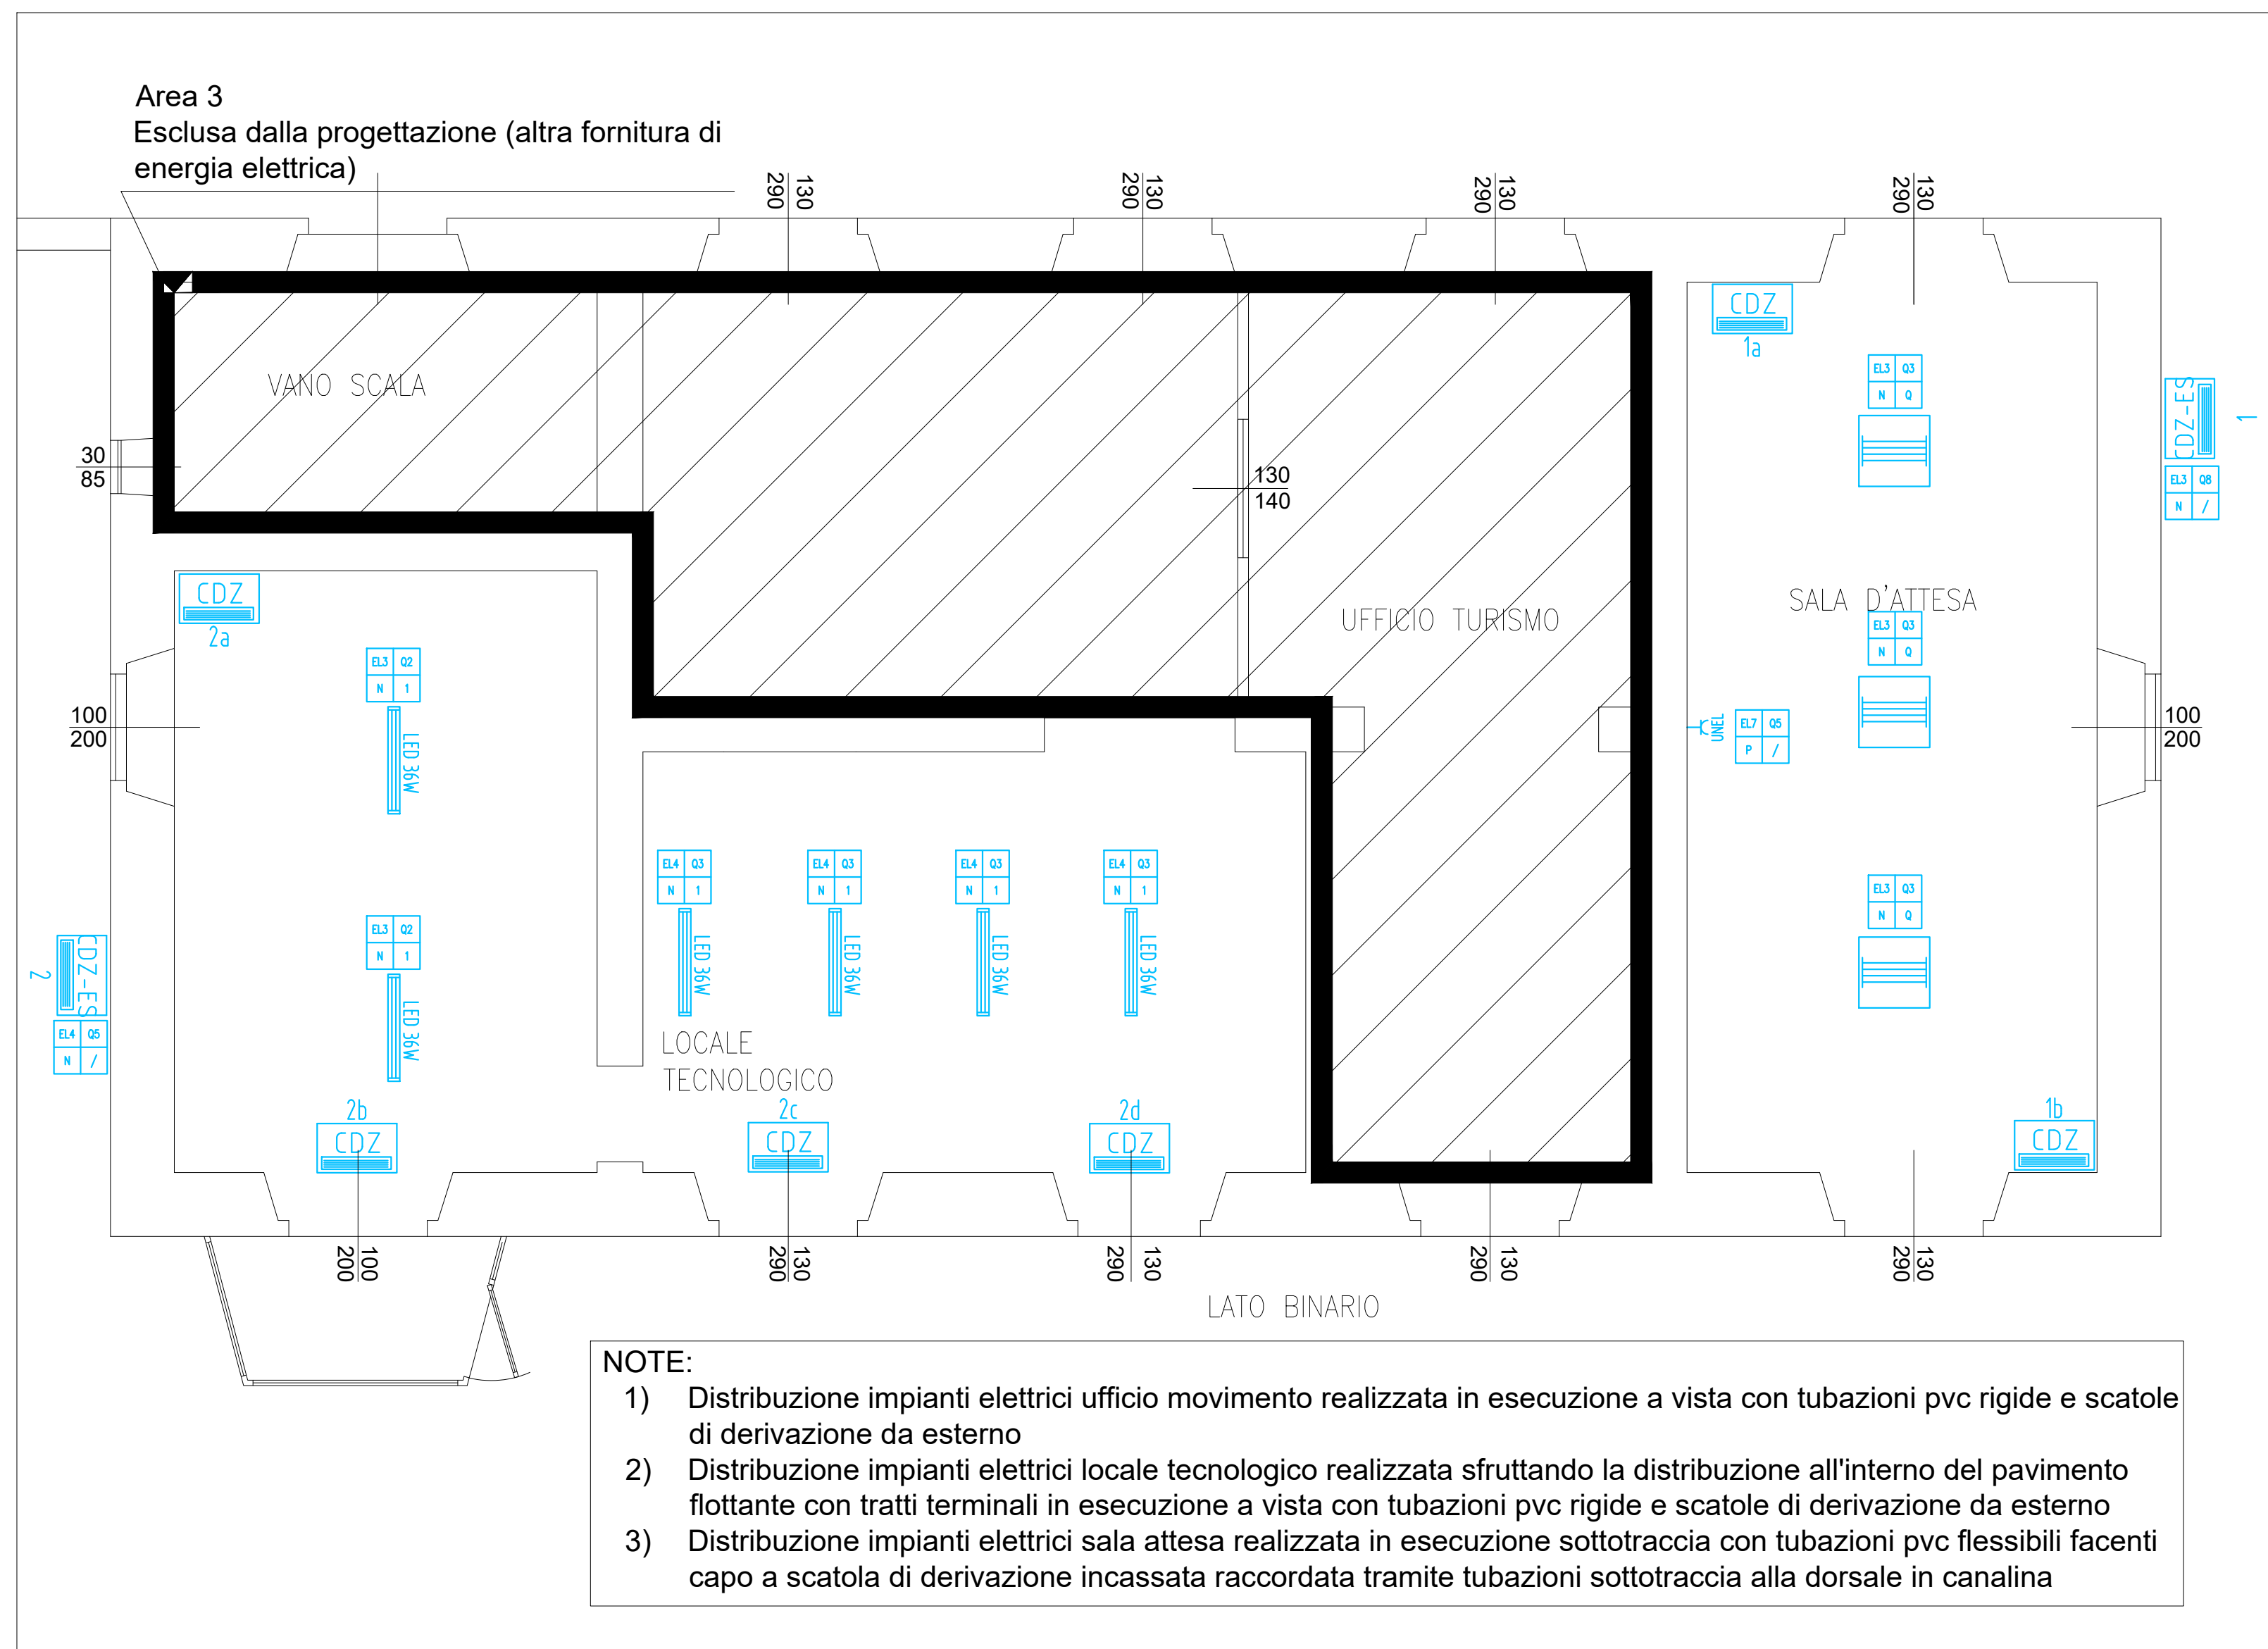 Area 3
Esclusa dalla progettazione (altra fornitura di
energia elettrica)
130
290
130
290
130
290
130
290
CDZ
1a
EL3 Q3
N Q
VANO SCALA
CDZ-ES
1
EL3 Q8
N /
30
85
130
140
CDZ
2a
UFFICIO TURISMO
SALA D'ATTESA
EL3 Q3
N Q
EL3 Q2
N 1
LED 36W
100
200
UNEL
EL7 Q5
P /
100
200
EL4 Q3
N 1
LED 36W
EL4 Q3
N 1
LED 36W
EL4 Q3
N 1
LED 36W
EL4 Q3
N 1
LED 36W
EL3 Q3
N Q
EL3 Q2
N 1
LED 36W
CDZ-ES
2
EL4 Q5
N /
LOCALE
TECNOLOGICO
2b
CDZ
2c
CDZ
2d
CDZ
1b
CDZ
100
200
130
290
130
290
130
290
130
290
LATO BINARIO
NOTE:
1) Distribuzione impianti elettrici ufficio movimento realizzata in esecuzione a vista con tubazioni pvc rigide e scatole
di derivazione da esterno
2) Distribuzione impianti elettrici locale tecnologico realizzata sfruttando la distribuzione all'interno del pavimento
flottante con tratti terminali in esecuzione a vista con tubazioni pvc rigide e scatole di derivazione da esterno
3) Distribuzione impianti elettrici sala attesa realizzata in esecuzione sottotraccia con tubazioni pvc flessibili facenti
capo a scatola di derivazione incassata raccordata tramite tubazioni sottotraccia alla dorsale in canalina